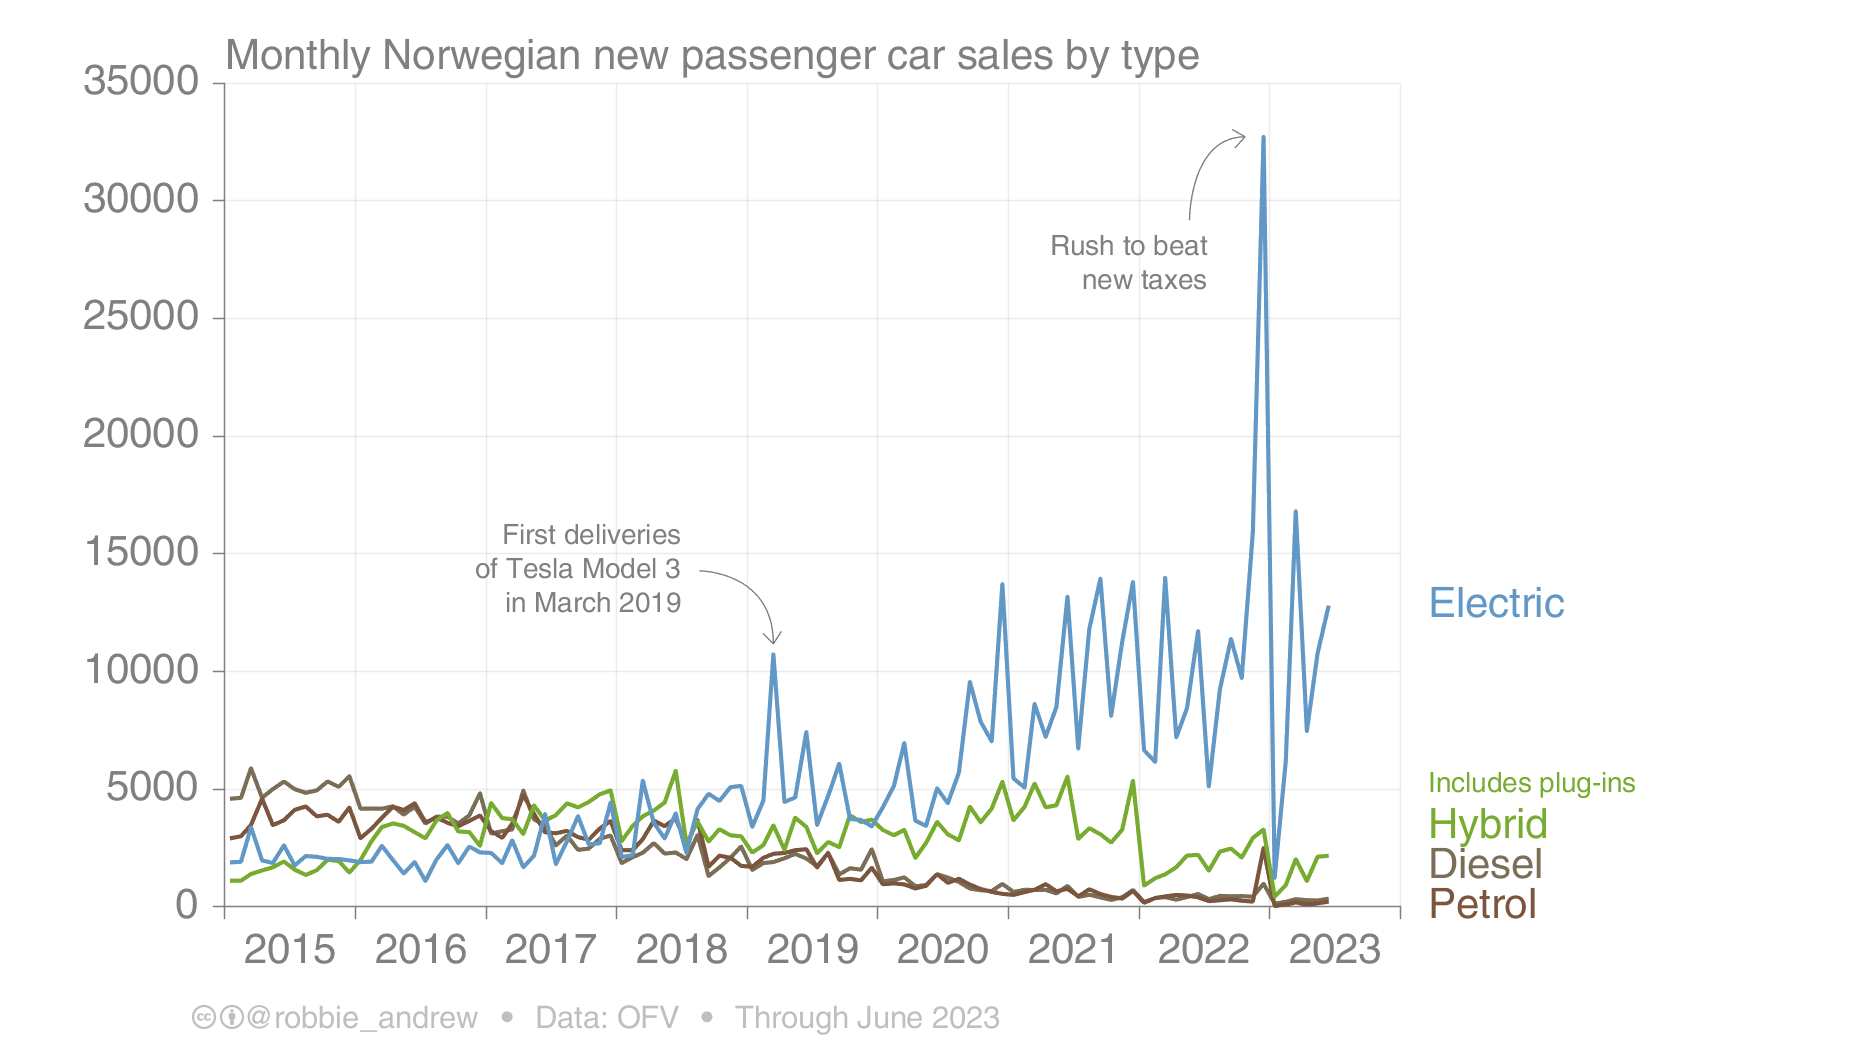 Monthly Norwegian new passenger car sales by type
35000
30000
25000
20000
15000
10000
5000
0
Rush to beat
new taxes
First deliveries
of Tesla Model 3
in March 2019
Electric
Includes plug-ins
Hybrid
Diesel
Petrol
2015 2016 2017 2018 2019 2020 2021 2022 2023
cc @robbie_andrew • Data: OFV • Through June 2023